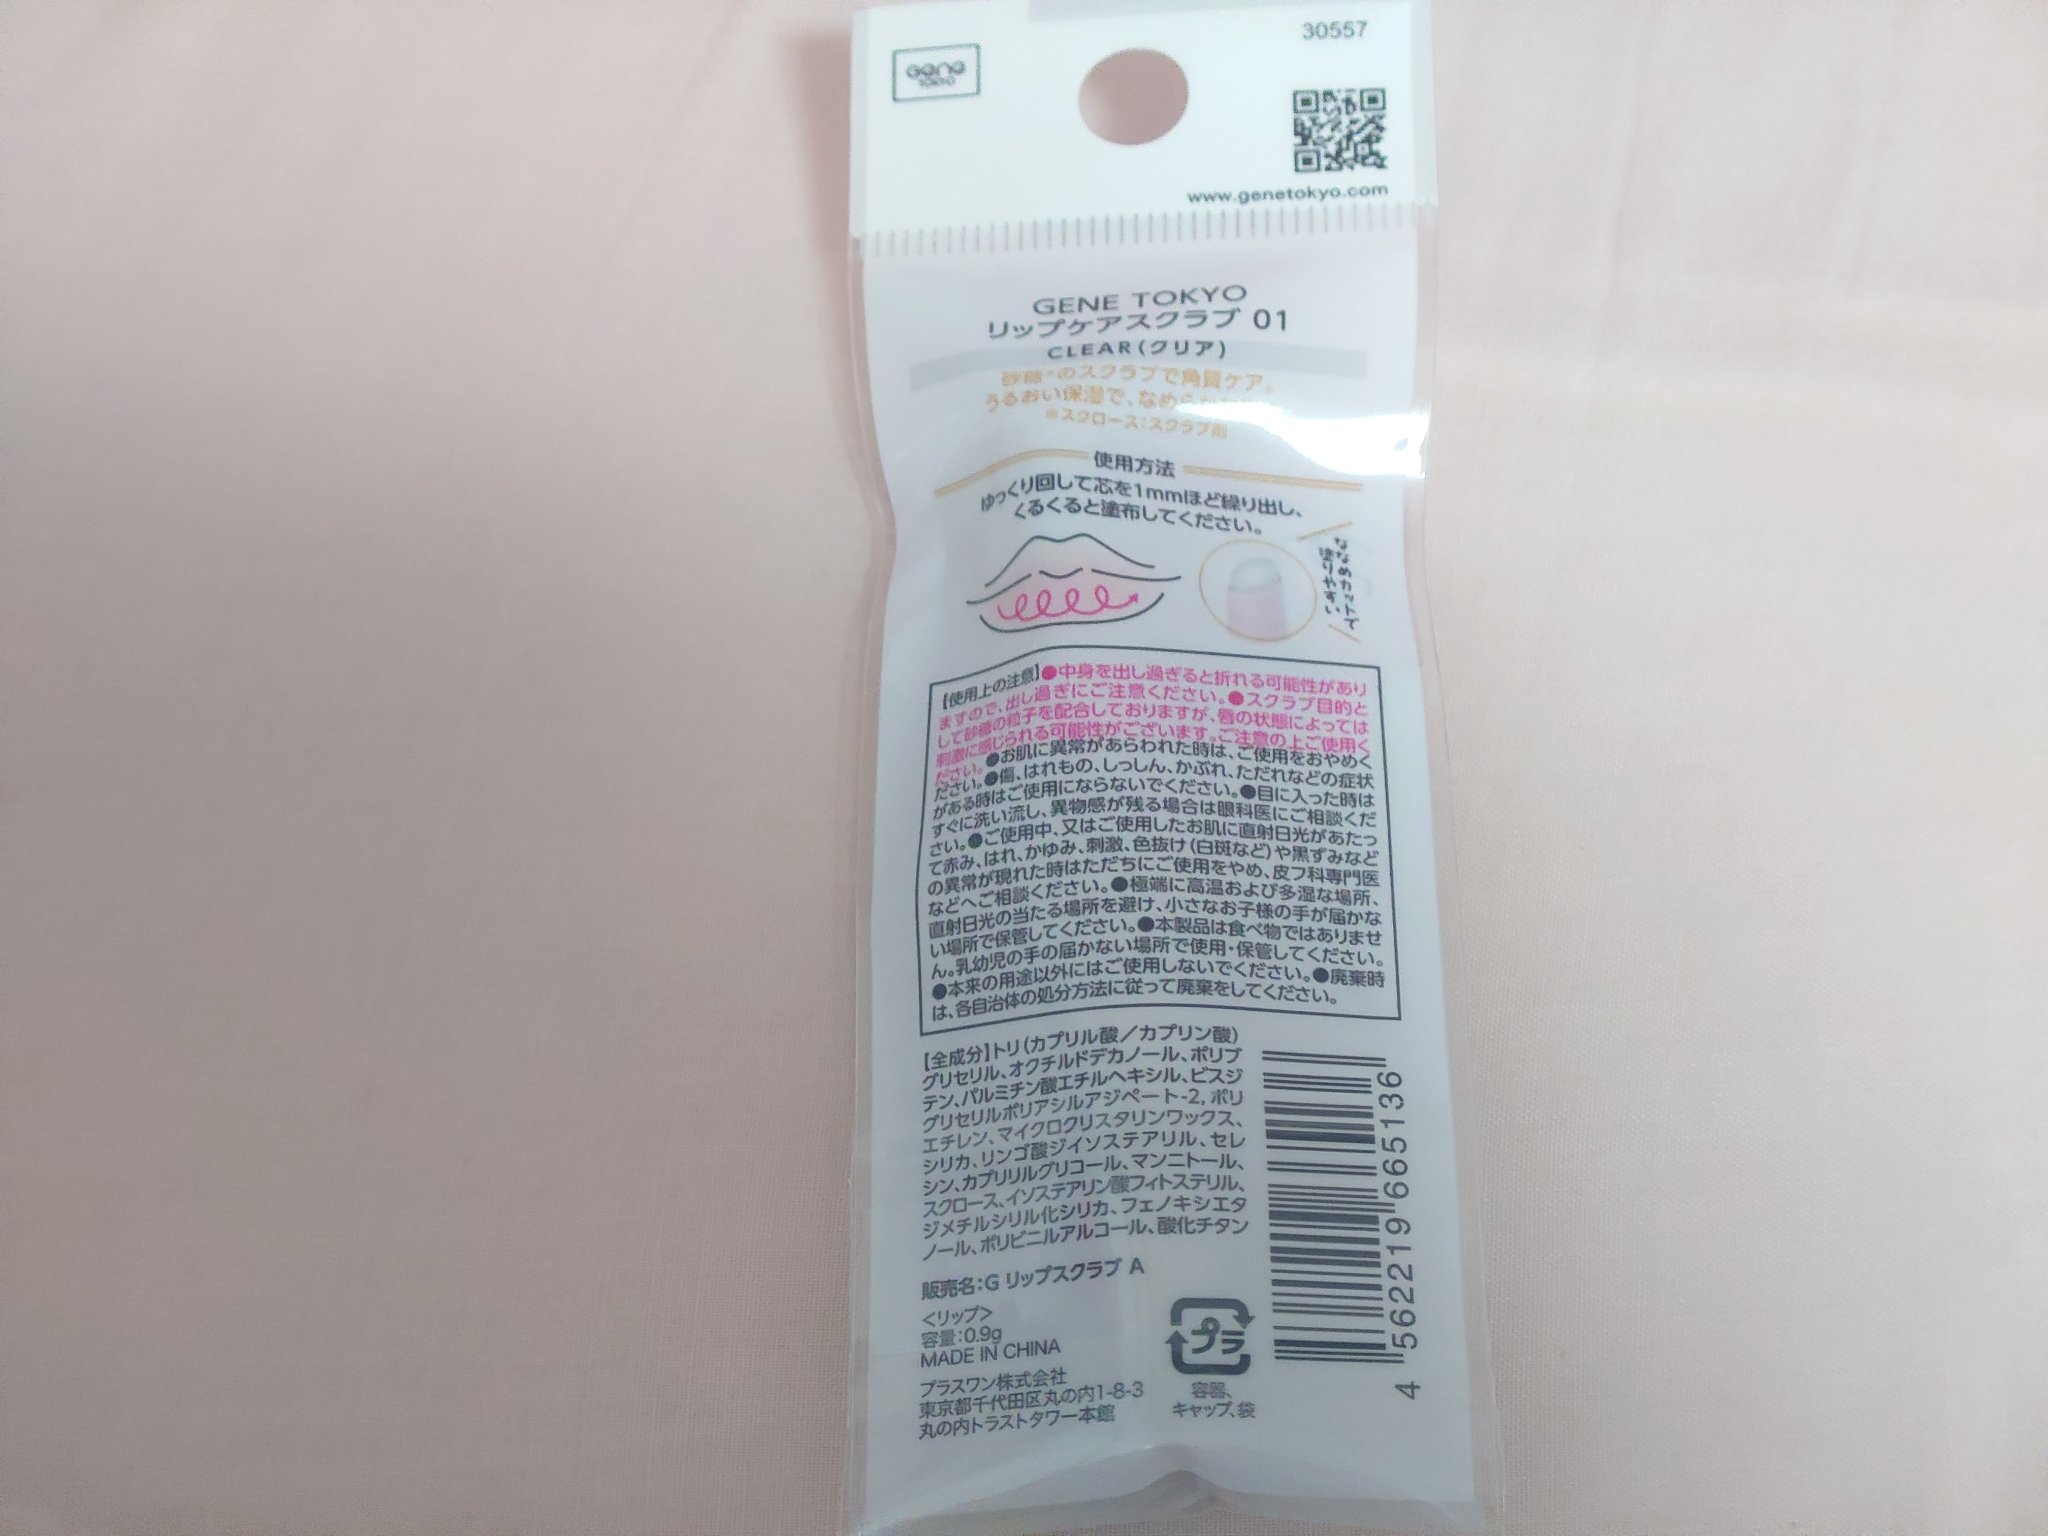 30557
Gene
TOKYO
www.genetokyo.com
GENE TOKYO
リップケアスクラブ 01
CLEAR(クリア)
砂糖※のスクラブで角質ケア。
うるおい保湿で、なめらか
※スクロース:スクラブ剤
使用方法
ゆっくり回して芯を1mmほど繰り出し、
くるくると塗布してください。
ななめカットで
塗りやすい
【使用上の注意】●中身を出し過ぎると折れる可能性があり
ますので、出し過ぎにご注意ください。●スクラブ目的と
して砂糖の粒子を配合しておりますが、唇の状態によっては
刺激に感じられる可能性がございます。ご注意の上ご使用く
ださい。●お肌に異常があらわれた時は、ご使用をおやめく
ださい。●傷、はれもの、しっしん、かぶれ、ただれなどの症状
がある時はご使用にならないでください。●目に入った時は
すぐに洗い流し、異物感が残る場合は眼科医にご相談くだ
さい。●ご使用中、又はご使用したお肌に直射日光があたっ
て赤み、はれ、かゆみ、刺激、色抜け(白斑など)や黒ずみなど
の異常が現れた時はただちにご使用をやめ、皮フ科専門医
などへご相談ください。●極端に高温および多湿な場所、
直射日光の当たる場所を避け、小さなお子様の手が届かな
い場所で保管してください。●本製品は食べ物ではありませ
ん。乳幼児の手の届かない場所で使用・保管してください。
●本来の用途以外にはご使用しないでください。●廃棄時
は、各自治体の処分方法に従って廃棄をしてください。
【全成分】トリ(カプリル酸/カプリン酸)
グリセリル、オクチルドデカノール、ポリブ
テン、パルミチン酸エチルヘキシル、ビスジ
グリセリルポリアシルアジペート-2, ポリ
エチレン、マイクロクリスタリンワックス、
シリカ、リンゴ酸ジイソステアリル、セレ
シン、カプリリルグリコール、マンニトール、
スクロース、イソステアリン酸フィトステリル、
ジメチルシリル化シリカ、フェノキシエタ
ノール、ポリビニルアルコール、酸化チタン
販売名:G リップスクラブ A
<リップ>
容量:0.9g
MADE IN CHINA
プラスワン株式会社
東京都千代田区丸の内1-8-3
丸の内トラストタワー本館
プラ
容器、
キャップ、袋
4 562219 665136